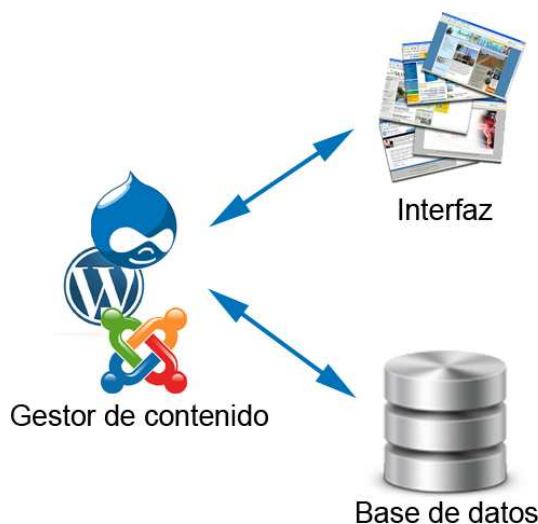 Interfaz
Gestor de contenido
Base de datos